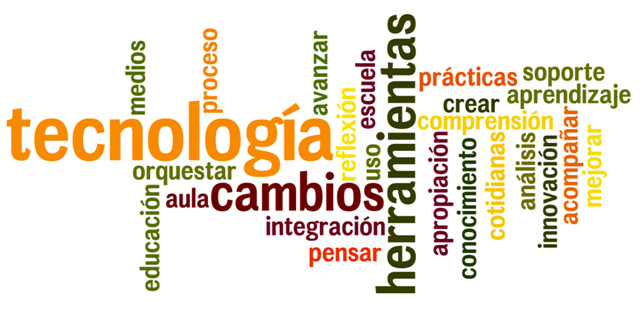 medios
proceso
avanzar
escuela
herramientas
prácticas
soporte
crear
aprendizaje
tecnología
reflexión
uso
comprensión
orquestar
educación
aula
cambios
integración
pensar
apropiación
conocimiento
cotidianas
análisis
innovación
acompañar
mejorar